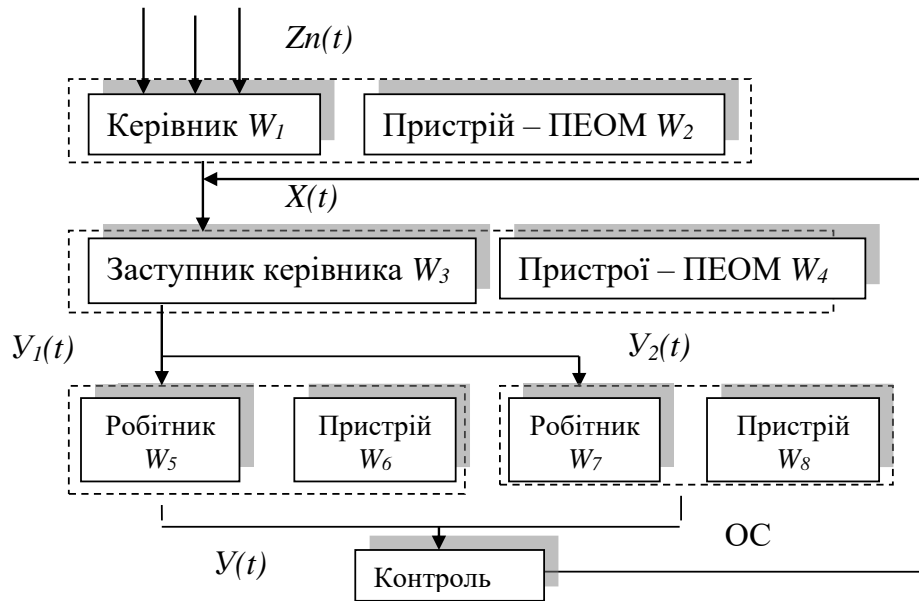 Zn(t)
Керівник W1
Пристрій – ПЕОМ W2
X(t)
Заступник керівника W3
Пристрої – ПЕОМ W4
У1(t)
У2(t)
Робітник
W5
Пристрій
W6
Робітник
W7
Пристрій
W8
У(t)
ОС
Контроль